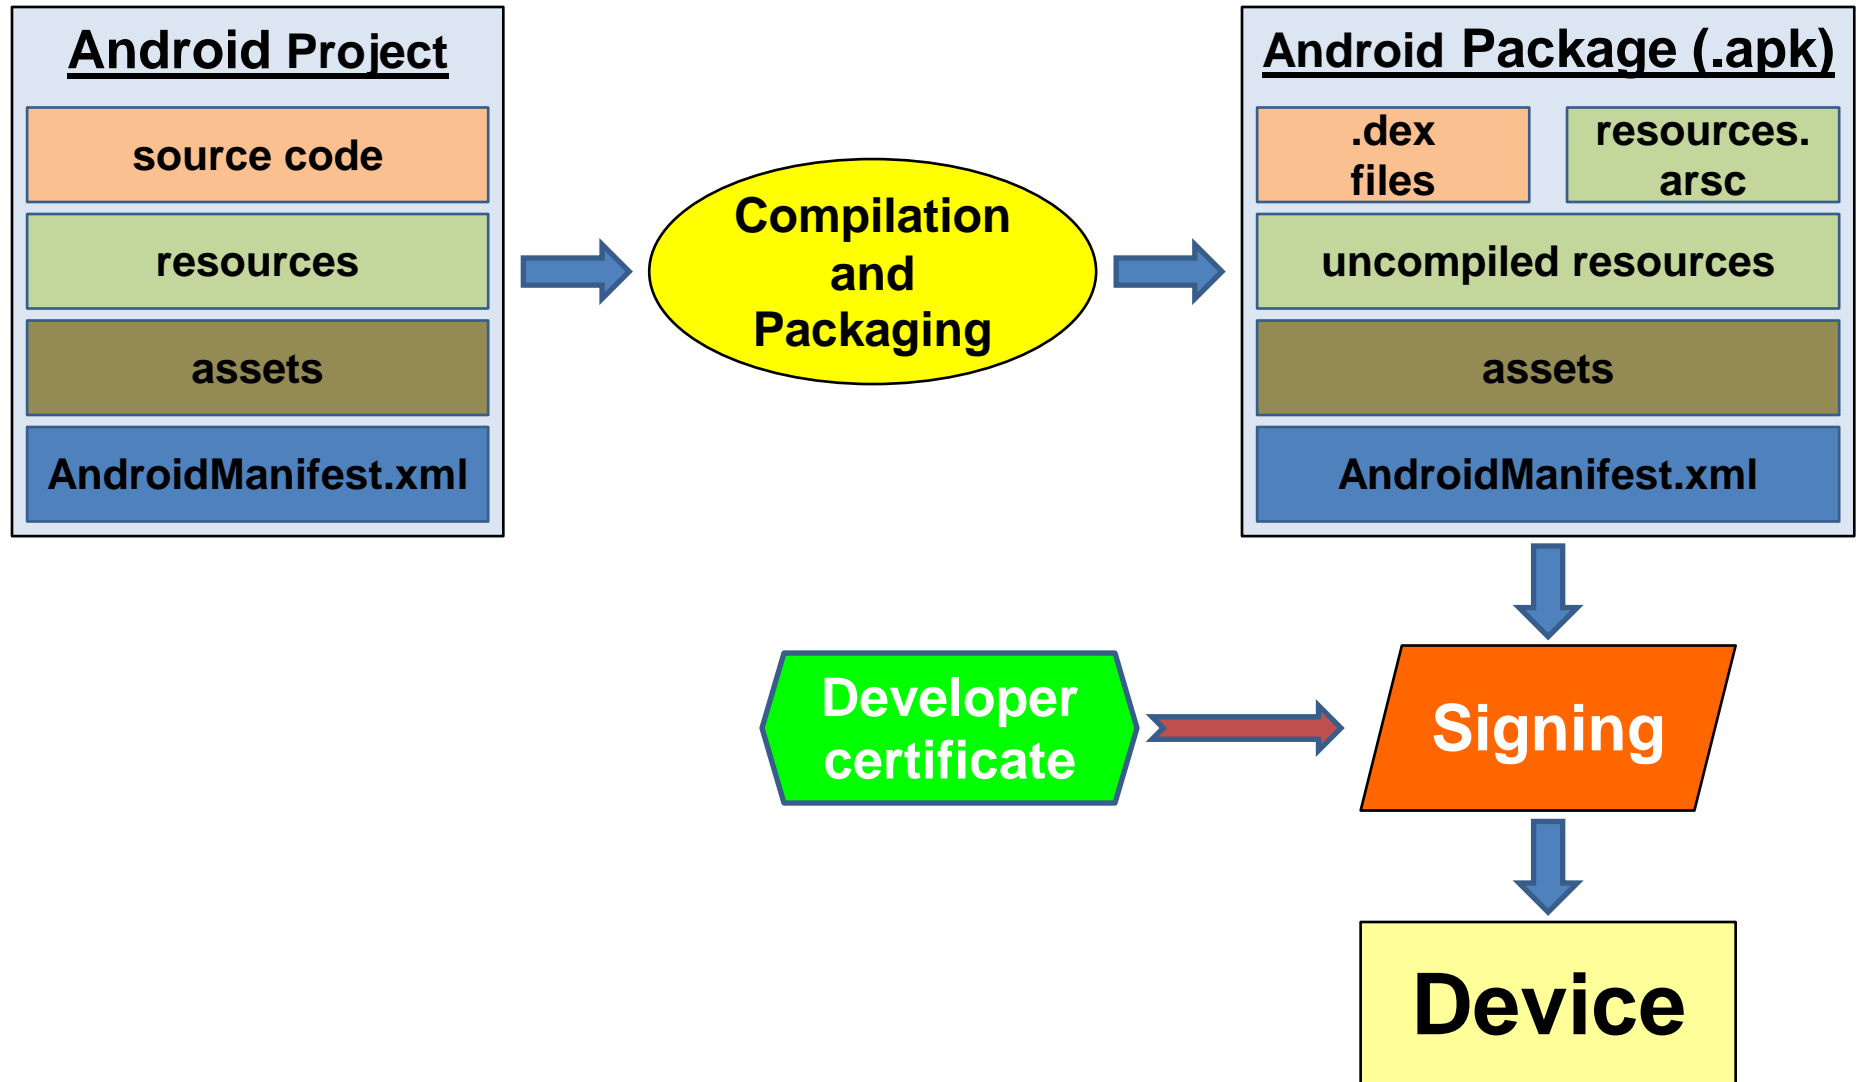 Android Project
source code
resources
assets
AndroidManifest.xml
Compilation
and
Packaging
Android Package (.apk)
.dex
files
resources.
arsc
uncompiled resources
assets
AndroidManifest.xml
Developer
certificate
Signing
Device